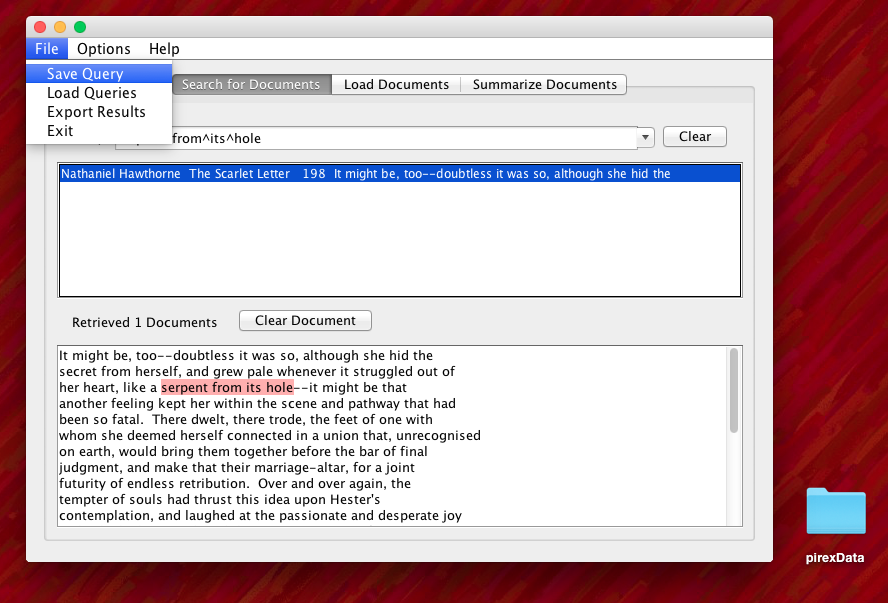 File Options Help
Save Query
Load Queries
Export Results
Exit
Search for Documents Load Documents Summarize Documents
from^its^hole Clear
Nathaniel Hawthorne The Scarlet Letter 198 It might be, too--doubtless it was so, although she hid the
Retrieved 1 Documents Clear Document
It might be, too--doubtless it was so, although she hid the
secret from herself, and grew pale whenever it struggled out of
her heart, like a serpent from its hole--it might be that
another feeling kept her within the scene and pathway that had
been so fatal. There dwelt, there trode, the feet of one with
whom she deemed herself connected in a union that, unrecognised
on earth, would bring them together before the bar of final
judgment, and make that their marriage-altar, for a joint
futurity of endless retribution. Over and over again, the
tempter of souls had thrust this idea upon Hester's
contemplation, and laughed at the passionate and desperate joy
pirexData